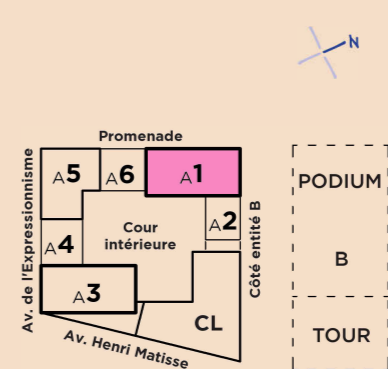 N
Promenade
Av. de l'Expressionnisme
A5
A6
A1
A2
Cour
intérieure
Côté entité B
A4
A3
CL
Av. Henri Matisse
PODIUM
B
TOUR